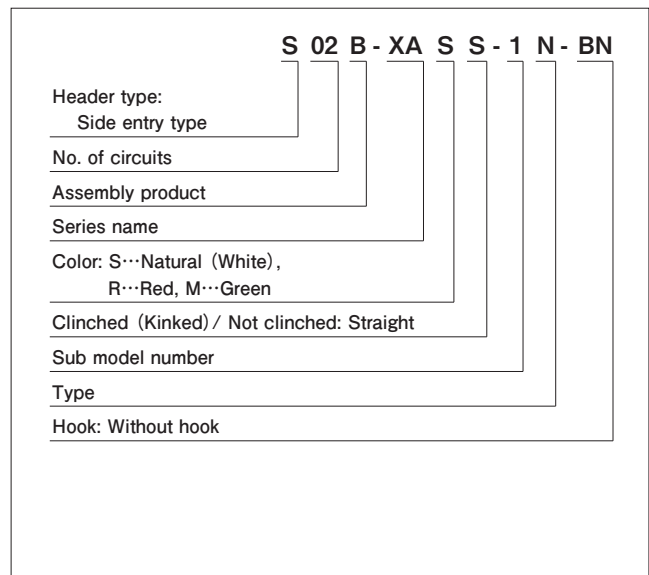 S 02 B - XA S S - 1 N - BN
Header type:
Side entry type
No. of circuits
Assembly product
Series name
Color: S…Natural (White),
R…Red, M…Green
Clinched (Kinked) / Not clinched: Straight
Sub model number
Type
Hook: Without hook